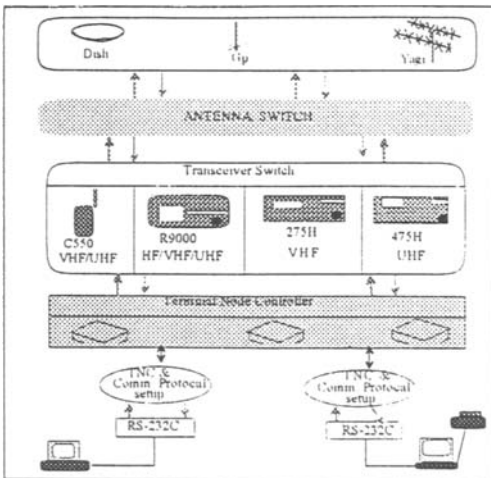 Dish Gp Yagi
ANTENNA SWITCH
Transceiver Switch
C550 R9000 275H 475H
VHF/UHF HF/VHF/UHF VHF UHF
Terminal Node Controller
TNC & TNC &
Comm Protocal Comm Protocal
setup setup
RS-232C RS-232C